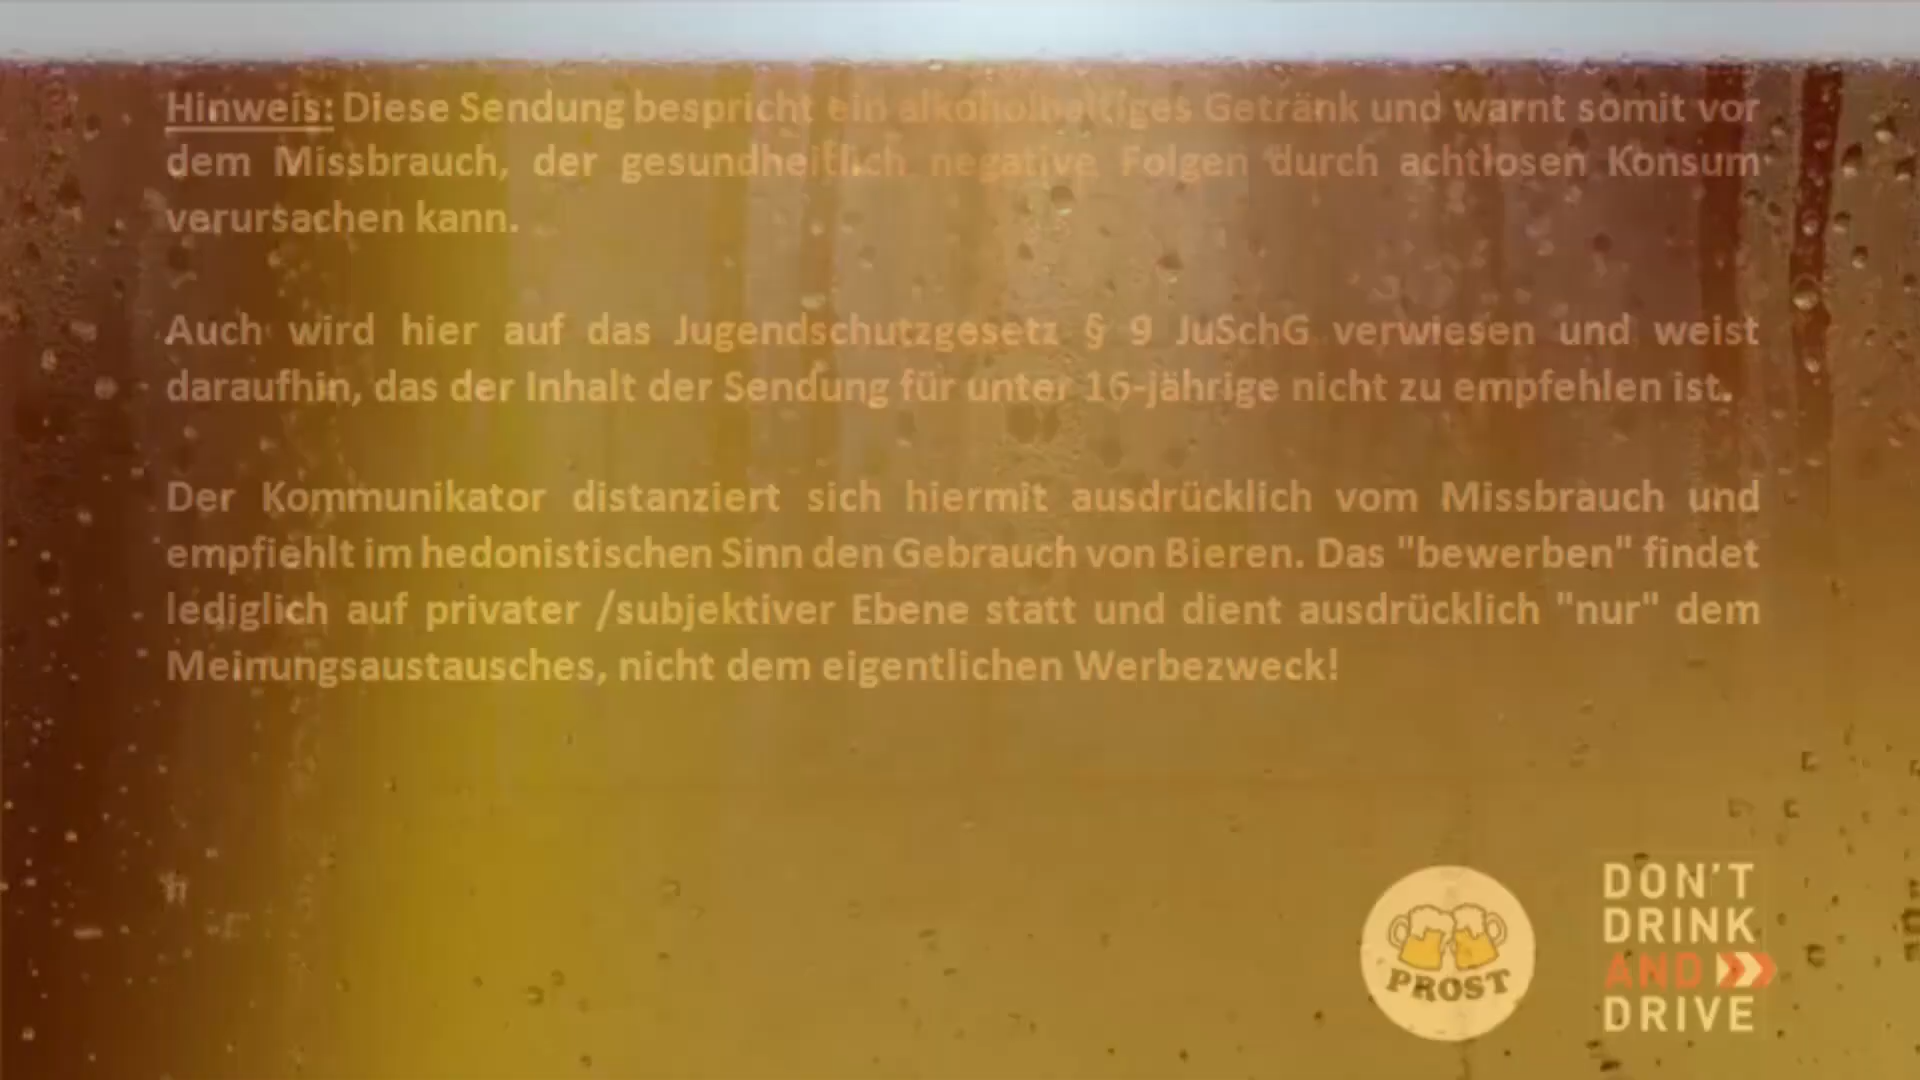 Hinweis: Diese Sendung bespricht ein alkoholhaltiges Getränk und warnt somit vor
dem Missbrauch, der gesundheitlich negative Folgen durch achtlosen Konsum
verursachen kann.
Auch wird hier auf das Jugendschutzgesetz § 9 JuSchG verwiesen und weist
daraufhin, das der Inhalt der Sendung für unter 16-jährige nicht zu empfehlen ist.
Der Kommunikator distanziert sich hiermit ausdrücklich vom Missbrauch und
empfiehlt im hedonistischen Sinn den Gebrauch von Bieren. Das "bewerben" findet
lediglich auf privater /subjektiver Ebene statt und dient ausdrücklich "nur" dem
Meinungsaustausches, nicht dem eigentlichen Werbezweck!
PROST
DON'T
DRINK
AND
DRIVE